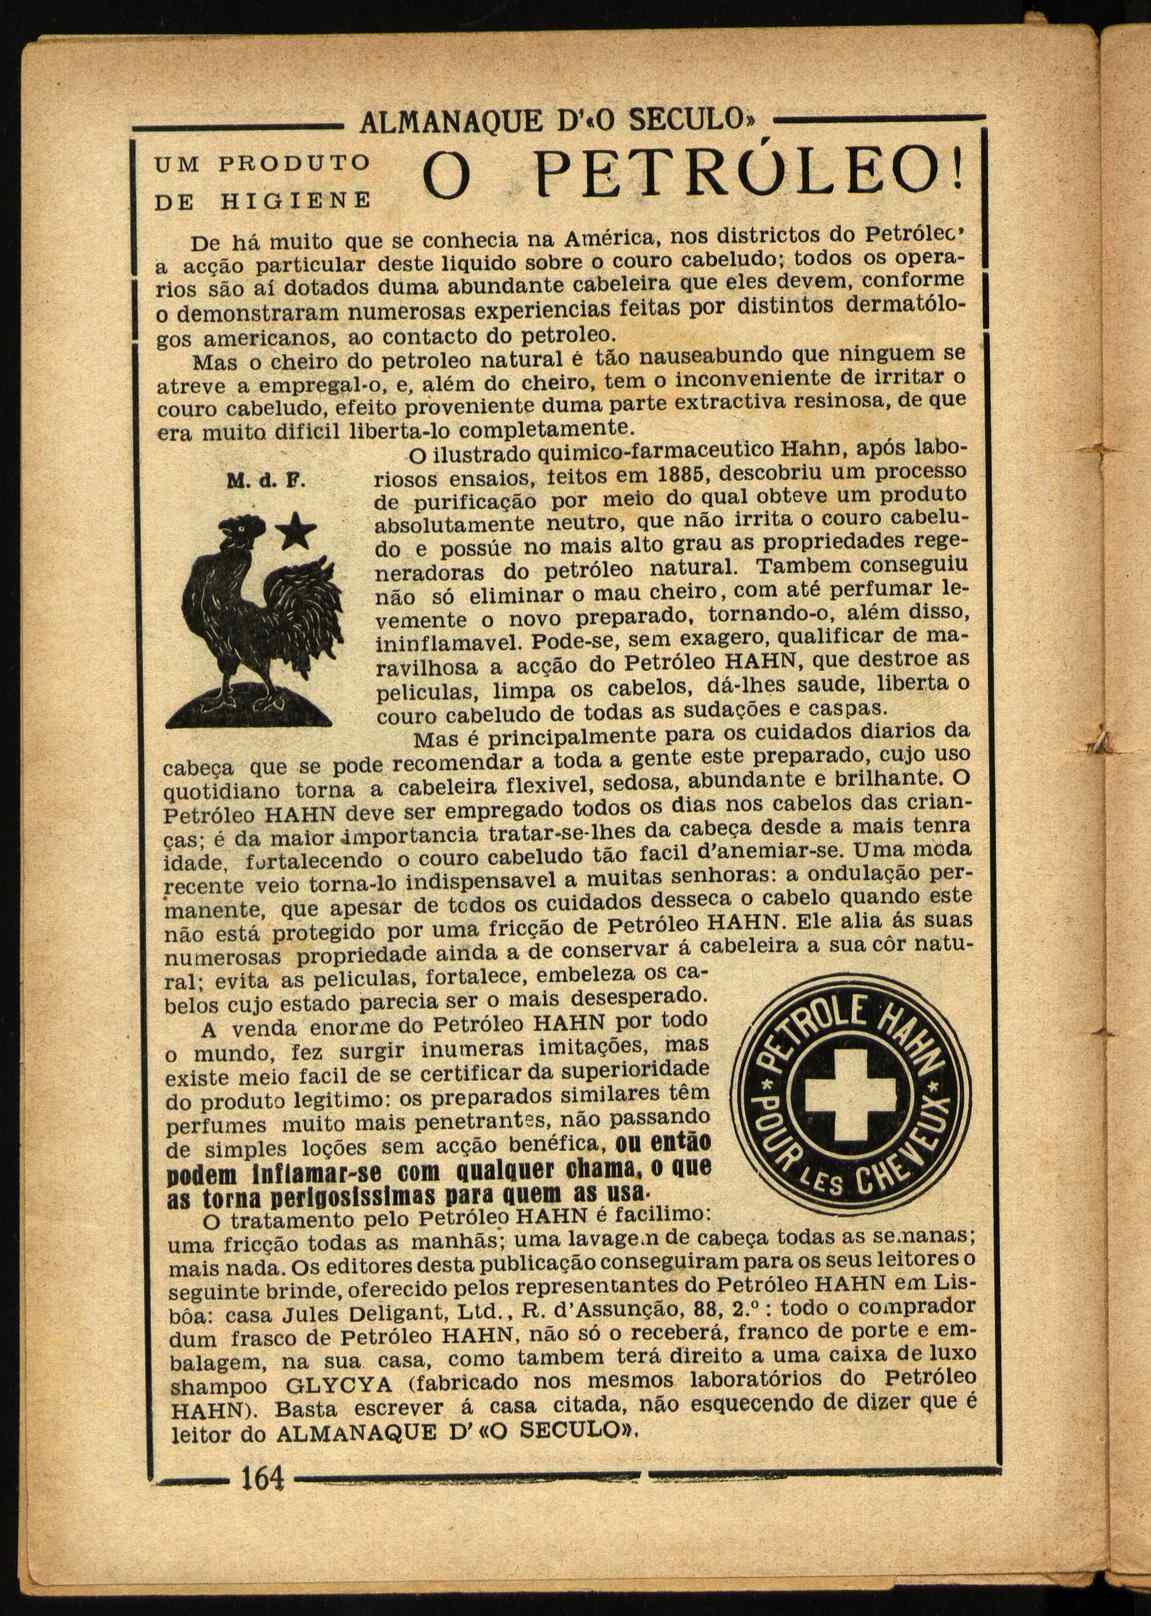 ALMANAQUE D'«O SECULO»
UM PRODUTO
DE HIGIENE
O PETRÓLEO!
De há muito que se conhecia na América, nos districtos do Petróleo
a acção particular deste liquido sobre o couro cabeludo; todos os opera-
rios são aí dotados duma abundante cabeleira que eles devem, conforme
o demonstraram numerosas experiencias feitas por distintos dermatólo-
gos americanos, ao contacto do petroleo.
Mas o cheiro do petroleo natural é tão nauseabundo que ninguem se
atreve a empregal-o, e, além do cheiro, tem o inconveniente de irritar o
couro cabeludo, efeito proveniente duma parte extractiva resinosa, de que
era muito dificil liberta-lo completamente.
O ilustrado quimico-farmaceutico Hahn, após labo-
riosos ensaios, feitos em 1885, descobriu um processo
de purificação por meio do qual obteve um produto
absolutamente neutro, que não irrita o couro cabelu-
do e possúe no mais alto grau as propriedades rege-
neradoras do petróleo natural. Tambem conseguiu
não só eliminar o mau cheiro, com até perfumar le-
vemente o novo preparado, tornando-o, além disso,
ininflamavel. Pode-se, sem exagero, qualificar de ma-
ravilhosa a acção do Petróleo HAHN, que destroe as
peliculas, limpa os cabelos, dá-lhes saude, liberta o
couro cabeludo de todas as sudações e caspas.
M. d. F.
Mas é principalmente para os cuidados diarios da
cabeça que se pode recomendar a toda a gente este preparado, cujo uso
quotidiano torna a cabeleira flexivel, sedosa, abundante e brilhante. O
Petróleo HAHN deve ser empregado todos os dias nos cabelos das crian-
ças; é da maior importancia tratar-se-lhes da cabeça desde a mais tenra
idade, fortalecendo o couro cabeludo tão facil d'anemiar-se. Uma moda
recente veio torna-lo indispensavel a muitas senhoras: a ondulação per-
manente, que apesar de todos os cuidados desseca o cabelo quando este
não está protegido por uma fricção de Petróleo HAHN. Ele alia ás suas
numerosas propriedade ainda a de conservar á cabeleira a sua côr natu-
ral; evita as peliculas, fortalece, embeleza os ca-
belos cujo estado parecia ser o mais desesperado.
A venda enorme do Petróleo HAHN por todo
o mundo, fez surgir inumeras imitações, mas
existe meio facil de se certificar da superioridade
do produto legitimo: os preparados similares têm
perfumes muito mais penetrantes, não passando
de simples loções sem acção benéfica, ou então
podem inflamar-se com qualquer chama, o que
as torna perigosissimas para quem as usa.
PETROLE HAHN
POUR LES CHEVEUX
O tratamento pelo Petróleo HAHN é facilimo:
uma fricção todas as manhãs; uma lavagem de cabeça todas as semanas;
mais nada. Os editores desta publicação conseguiram para os seus leitores o
seguinte brinde, oferecido pelos representantes do Petróleo HAHN em Lis-
bôa: casa Jules Deligant, Ltd., R. d'Assunção, 88, 2.º: todo o comprador
dum frasco de Petróleo HAHN, não só o receberá, franco de porte e em-
balagem, na sua casa, como tambem terá direito a uma caixa de luxo
shampoo GLYCYA (fabricado nos mesmos laboratórios do Petróleo
HAHN). Basta escrever á casa citada, não esquecendo de dizer que é
leitor do ALMANAQUE D'«O SECULO».
164